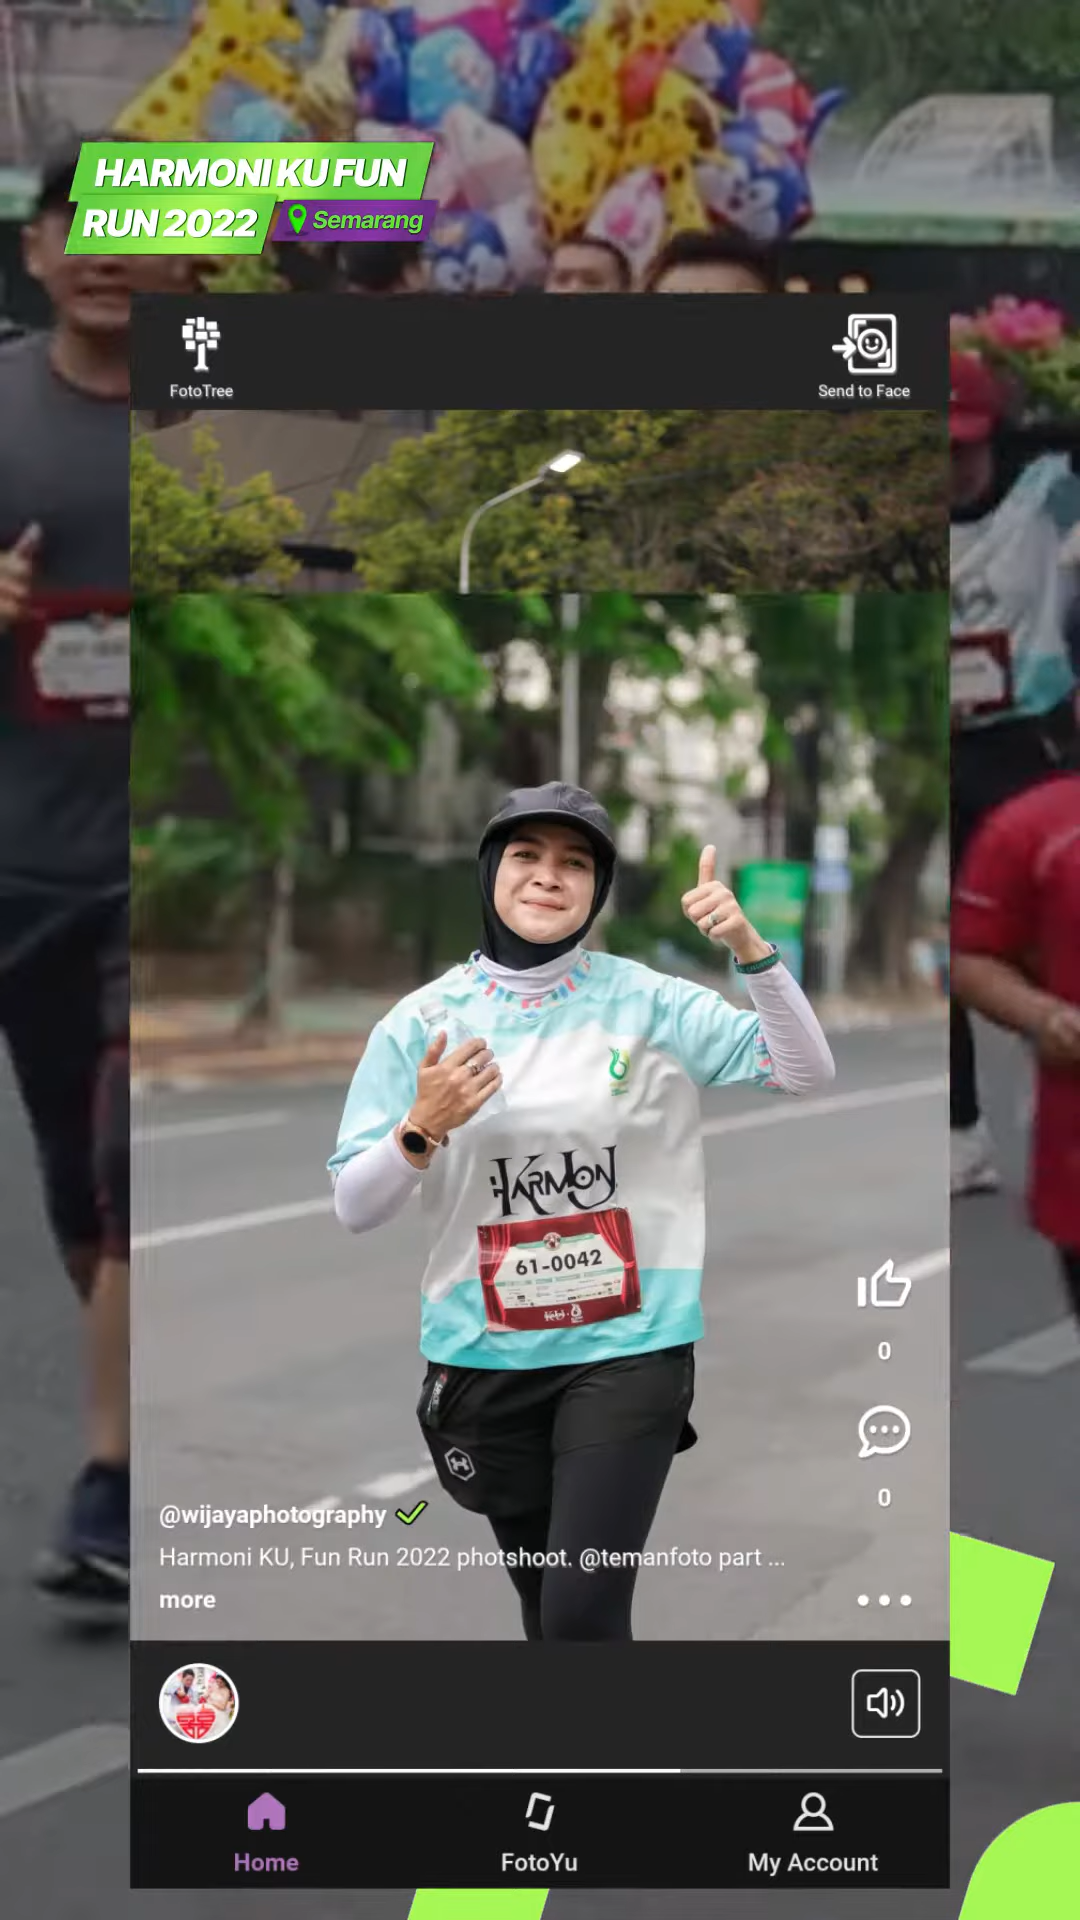 HARMONI KU FUN
RUN 2022 Semarang
FotoTree
Send to Face
HARMONI
61-0042
KU
0
0
@wijayaphotography
Harmoni KU, Fun Run 2022 photshoot. @temanfoto part ...
more
Home
FotoYu
My Account